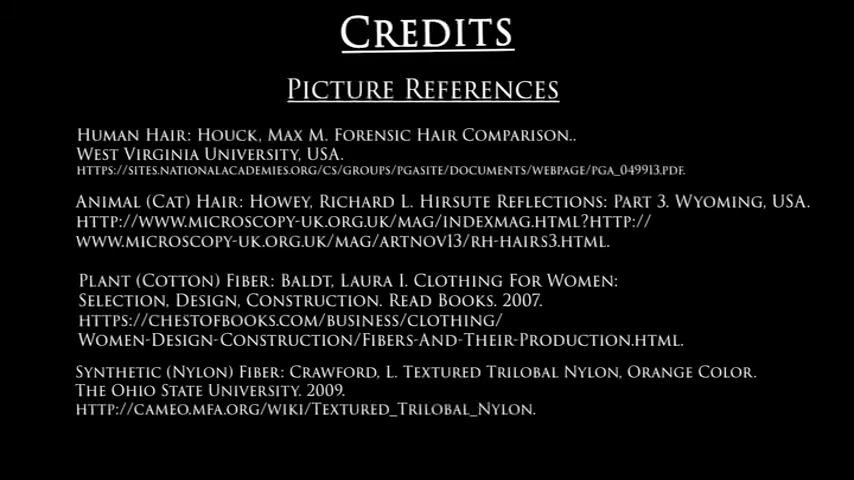 Credits
Picture References
Human Hair: Houck, Max M. Forensic Hair Comparison..
West Virginia University, USA.
https://sites.nationalacademies.org/cs/groups/pgasite/documents/webpage/pga_049913.pdf.
Animal (Cat) Hair: Howey, Richard L. Hirsute Reflections: Part 3. Wyoming, USA.
http://www.microscopy-uk.org.uk/mag/indexmag.html?http://
www.microscopy-uk.org.uk/mag/artnov13/rh-hairs3.html.
Plant (Cotton) Fiber: Baldt, Laura I. Clothing For Women:
Selection, Design, Construction. Read Books. 2007.
https://chestofbooks.com/business/clothing/
Women-Design-Construction/Fibers-And-Their-Production.html.
Synthetic (Nylon) Fiber: Crawford, L. Textured Trilobal Nylon, Orange Color.
The Ohio State University. 2009.
http://cameo.mfa.org/wiki/Textured_Trilobal_Nylon.